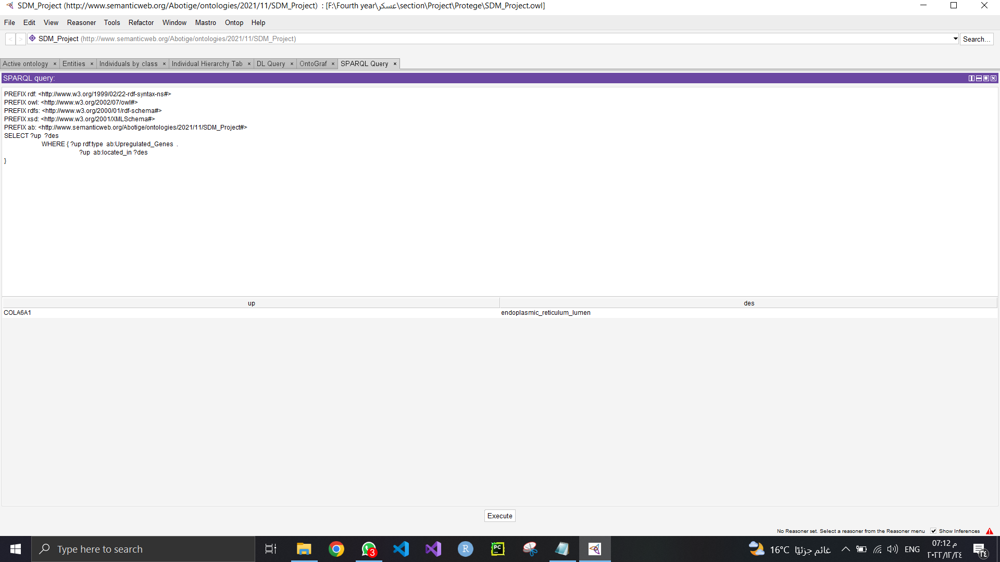 SDM_Project (http://www.semanticweb.org/Abotige/ontologies/2021/11/SDM_Project)  : [F:\Fourth year\عسكر\section\Project\Protege\SDM_Project.owl]
File Edit View Reasoner Tools Refactor Window Mastro Ontop Help
< > SDM_Project (http://www.semanticweb.org/Abotige/ontologies/2021/11/SDM_Project) Search...
Active ontology × Entities × Individuals by class × Individual Hierarchy Tab × DL Query × OntoGraf × SPARQL Query ×
SPARQL query:
PREFIX rdf: <http://www.w3.org/1999/02/22-rdf-syntax-ns#>
PREFIX owl: <http://www.w3.org/2002/07/owl#>
PREFIX rdfs: <http://www.w3.org/2000/01/rdf-schema#>
PREFIX xsd: <http://www.w3.org/2001/XMLSchema#>
PREFIX ab: <http://www.semanticweb.org/Abotige/ontologies/2021/11/SDM_Project#>
SELECT ?up  ?des
WHERE { ?up rdf:type  ab:Upregulated_Genes  .
?up  ab:located_in ?des
}
up des
COLA6A1 endoplasmic_reticulum_lumen
Execute
No Reasoner set. Select a reasoner from the Reasoner menu Show Inferences
Type here to search
3
R
PC
16°C غائم جزئيًا
ENG
07:12 م
٢٠٢٢/١٢/٢٤
٢٤